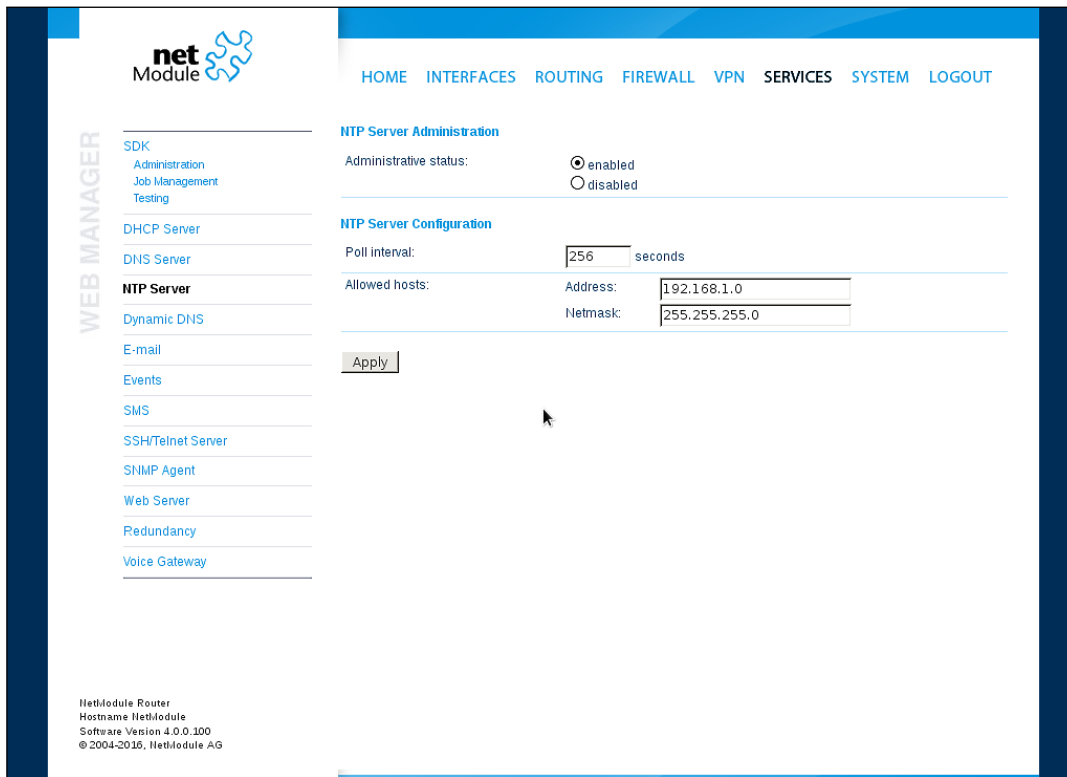 net
Module
HOME INTERFACES ROUTING FIREWALL VPN SERVICES SYSTEM LOGOUT
WEB MANAGER
SDK
Administration
Job Management
Testing
DHCP Server
DNS Server
NTP Server
Dynamic DNS
E-mail
Events
SMS
SSH/Telnet Server
SNMP Agent
Web Server
Redundancy
Voice Gateway
NTP Server Administration
Administrative status:
enabled
disabled
NTP Server Configuration
Poll interval: 256 seconds
Allowed hosts: Address: 192.168.1.0
Netmask: 255.255.255.0
Apply
NetModule Router
Hostname NetModule
Software Version 4.0.0.100
© 2004-2016, NetModule AG